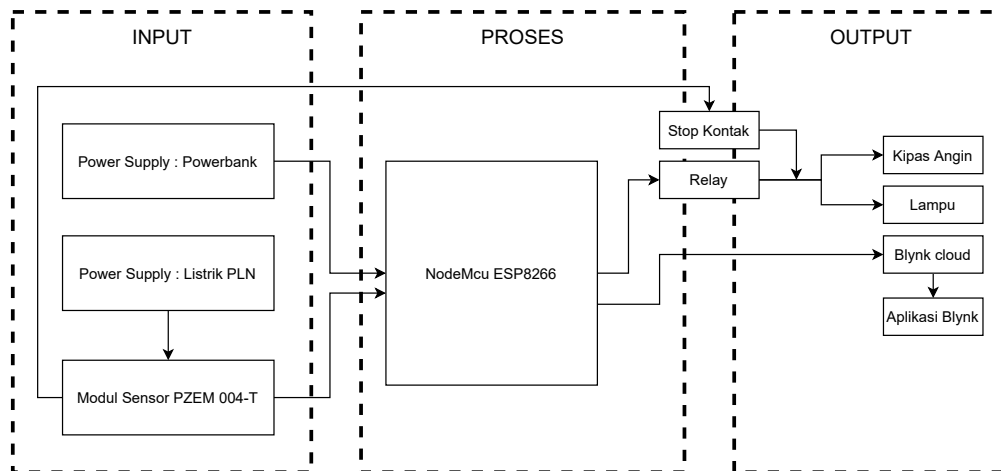 INPUT
PROSES
OUTPUT
Power Supply : Powerbank
Power Supply : Listrik PLN
Modul Sensor PZEM 004-T
NodeMcu ESP8266
Stop Kontak
Relay
Kipas Angin
Lampu
Blynk cloud
Aplikasi Blynk